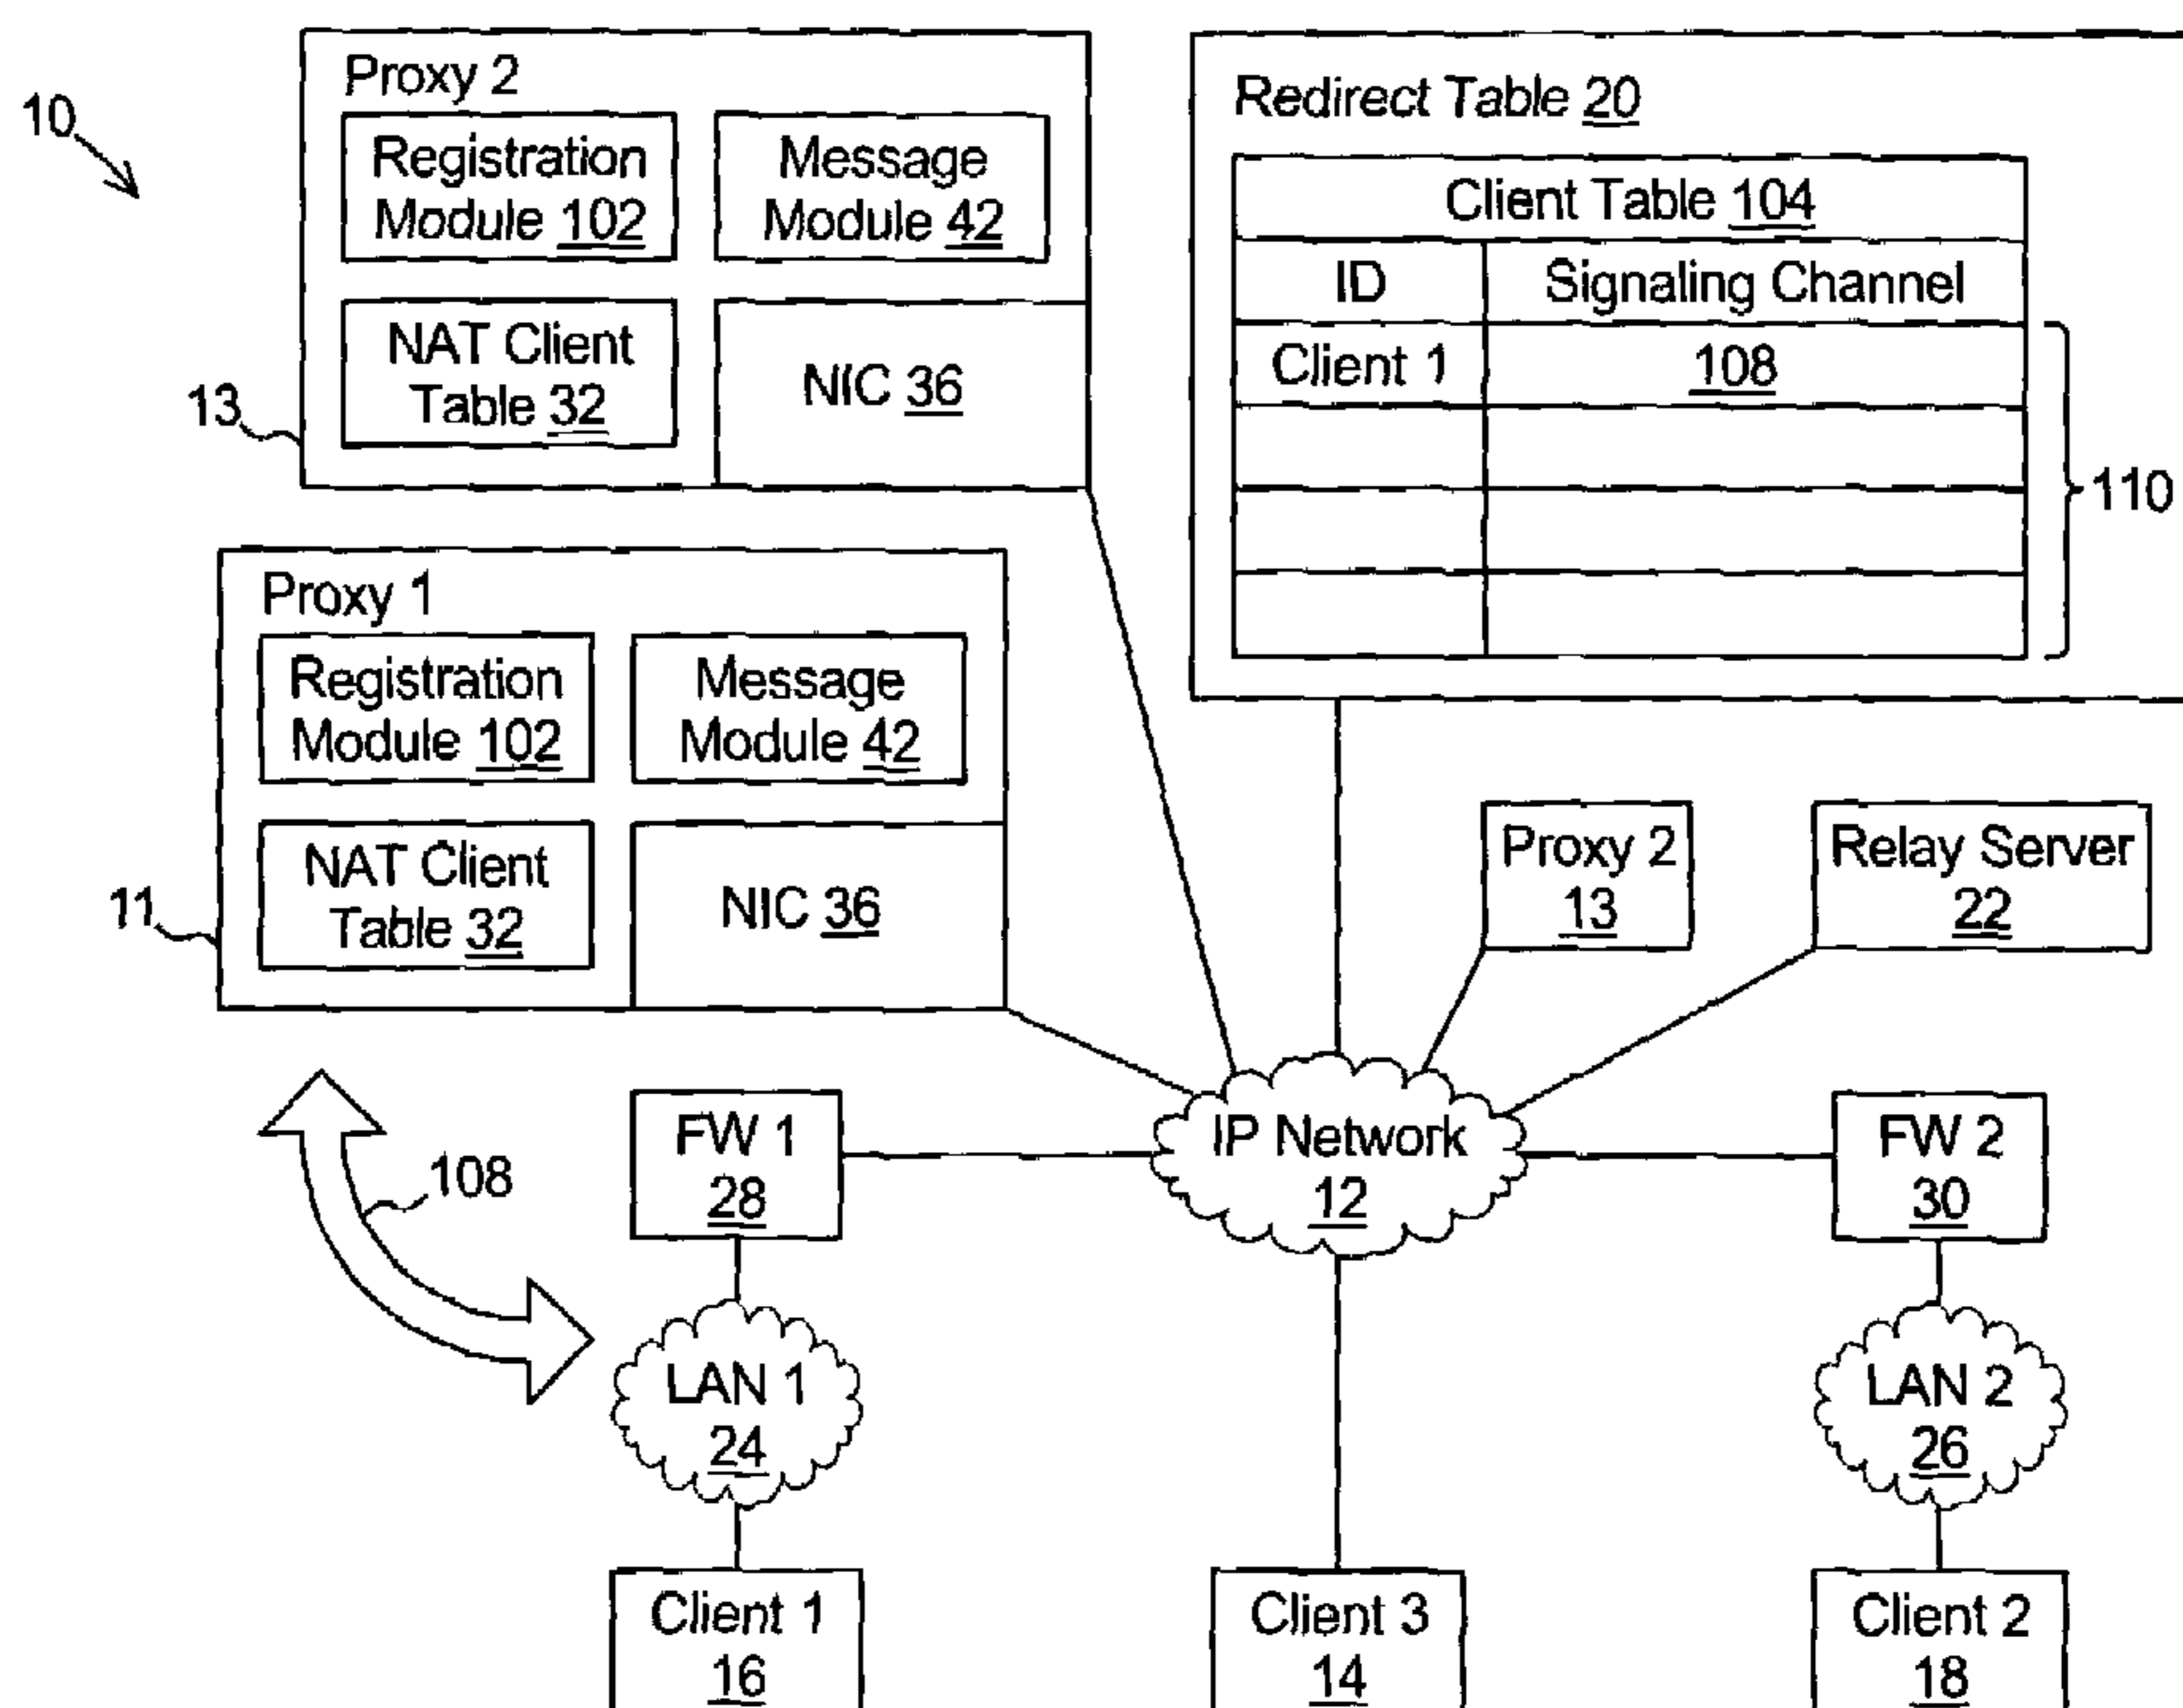 10
Proxy 2
Registration
Module 102
Message
Module 42
NAT Client
Table 32
NIC 36
13
Redirect Table 20
Client Table 104
ID
Signaling Channel
Client 1
108
110
Proxy 1
Registration
Module 102
Message
Module 42
NAT Client
Table 32
NIC 36
11
Proxy 2
13
Relay Server
22
108
FW 1
28
IP Network
12
FW 2
30
LAN 1
24
LAN 2
26
Client 1
16
Client 3
14
Client 2
18